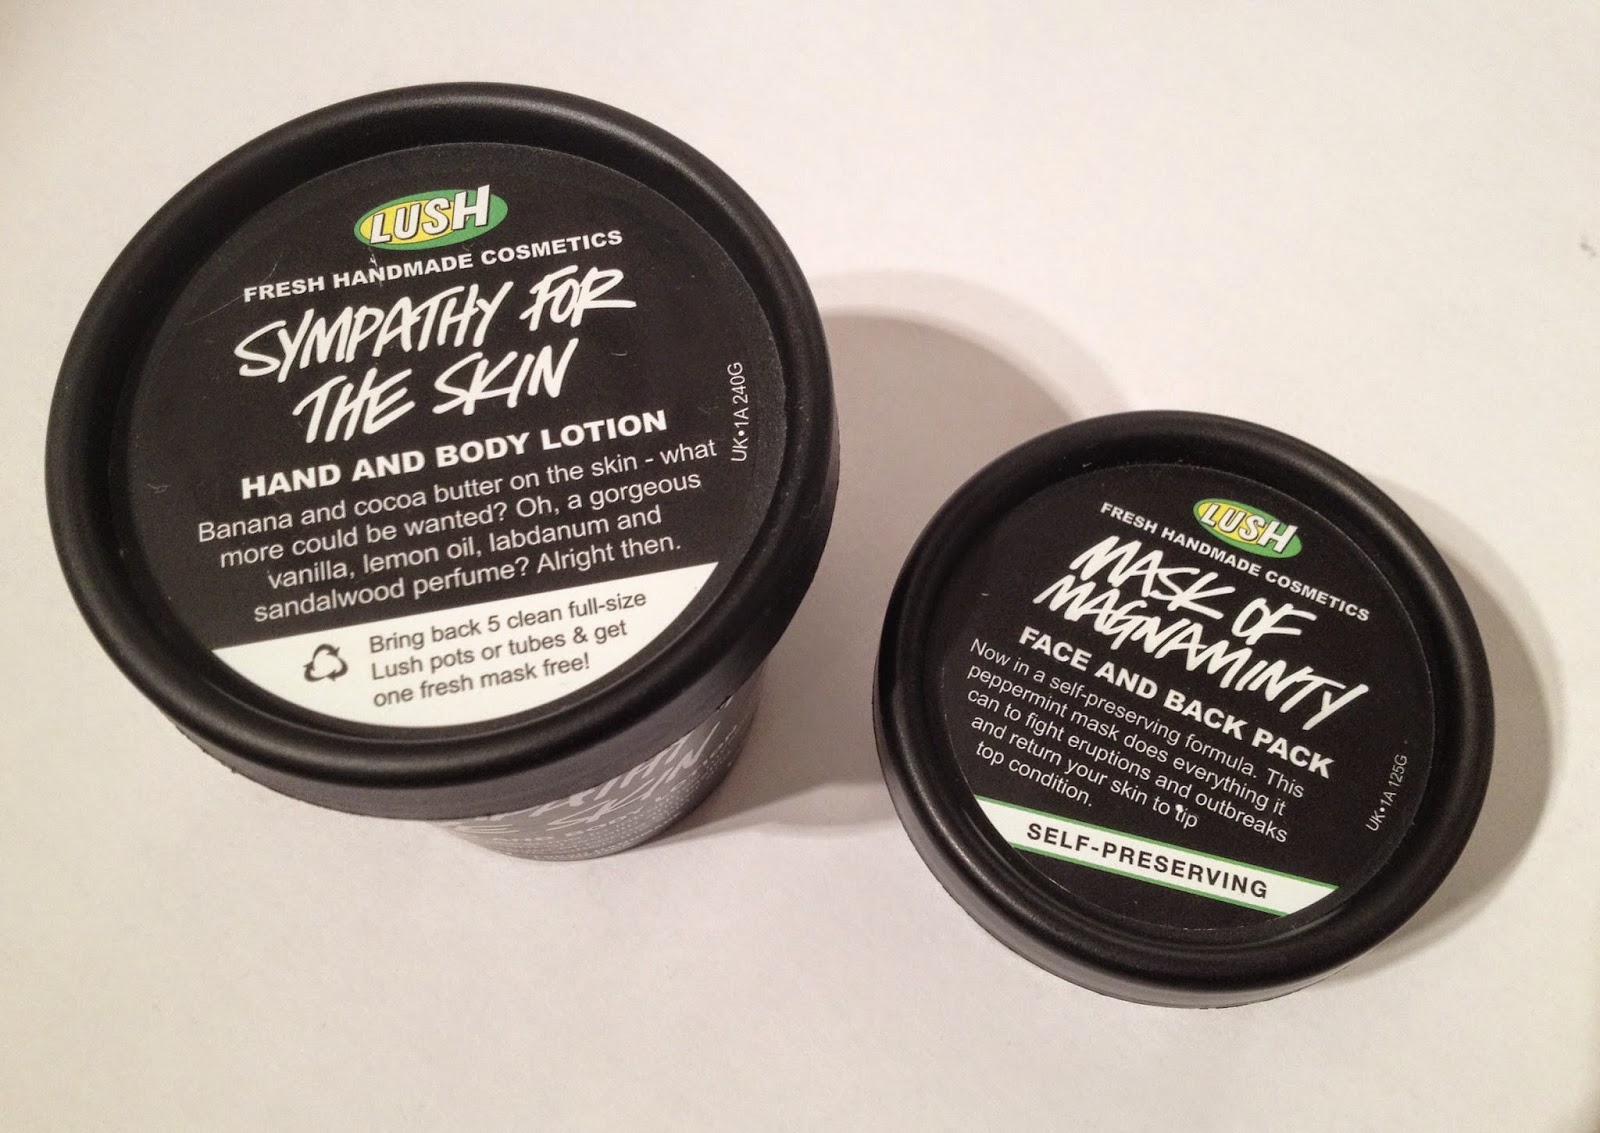 LUSH
FRESH HANDMADE COSMETICS
SYMPATHY FOR
THE SKIN
HAND AND BODY LOTION
Banana and cocoa butter on the skin - what
more could be wanted? Oh, a gorgeous
vanilla, lemon oil, labdanum and
sandalwood perfume? Alright then.
Bring back 5 clean full-size
Lush pots or tubes & get
one fresh mask free!
UK•1A 240G
LUSH
FRESH HANDMADE COSMETICS
MASK OF
MAGNAMINTY
FACE AND BACK PACK
Now in a self-preserving formula. This
peppermint mask does everything it
can to fight eruptions and outbreaks
and return your skin to tip
top condition.
SELF-PRESERVING
UK•1A 125G